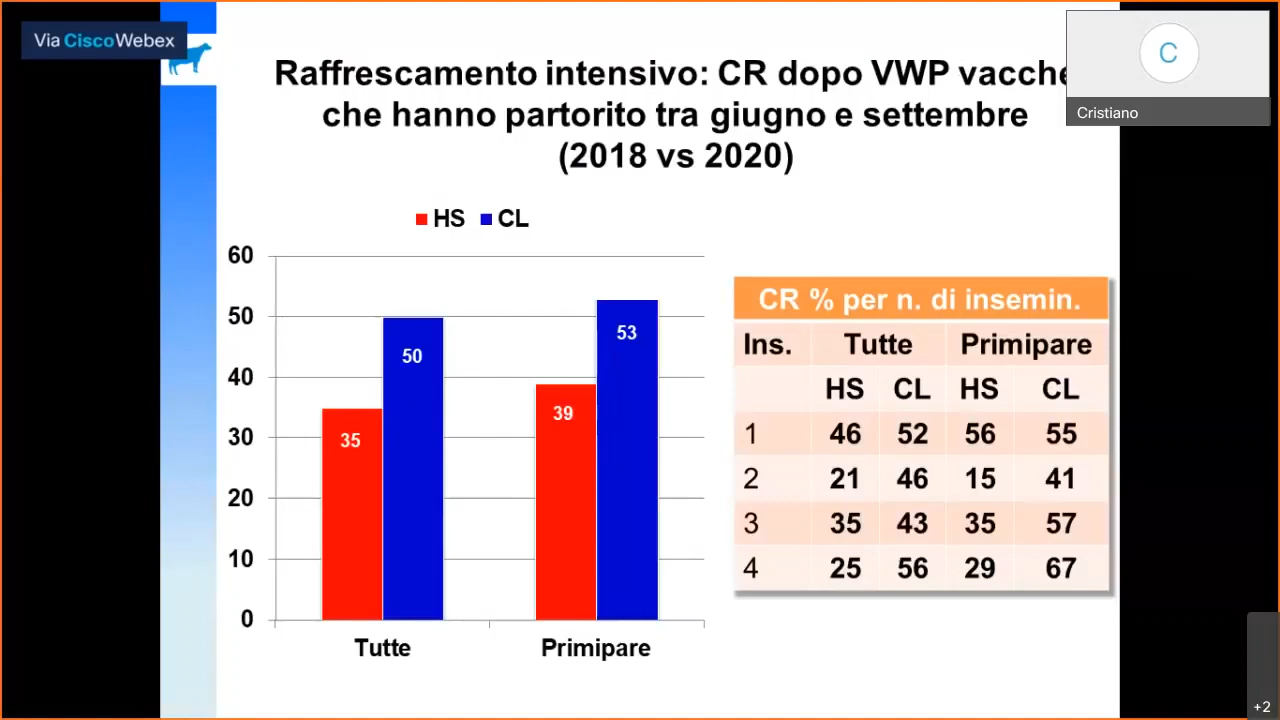 Via Cisco Webex
C
Cristiano
Raffrescamento intensivo: CR dopo VWP vacche
che hanno partorito tra giugno e settembre
(2018 vs 2020)
HS CL
60
50
40
30
20
10
0
50
53
39
35
Tutte Primipare
CR % per n. di insemin.
Ins. Tutte Primipare
HS CL HS CL
1 46 52 56 55
2 21 46 15 41
3 35 43 35 57
4 25 56 29 67
+2